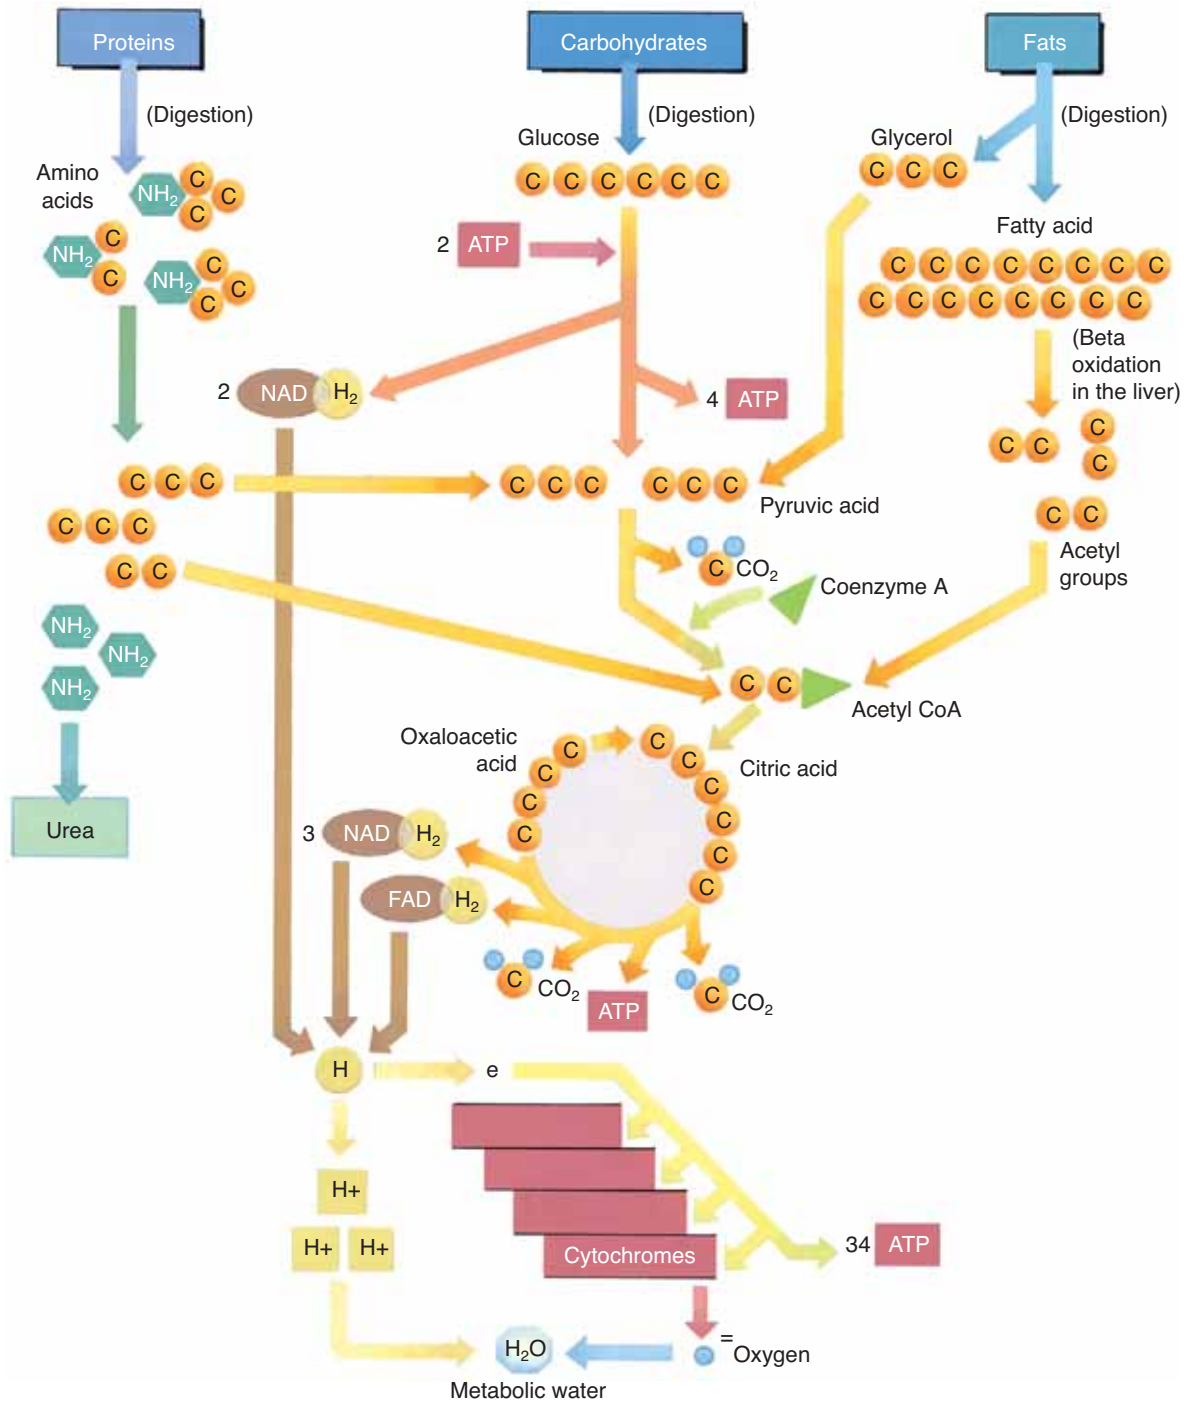 Proteins
Carbohydrates
Fats
(Digestion)
(Digestion)
(Digestion)
Glucose
Glycerol
Amino
acids
NH2 C C C
C C C C C C
C C C
NH2 C C
NH2 C C C
2 ATP
Fatty acid
C C C C C C C C
C C C C C C C C
(Beta
oxidation
in the liver)
2 NAD H2
4 ATP
C C
C
C
C C C
C C C
C C C
Pyruvic acid
C C C
C C
Acetyl
groups
C C
C CO2
Coenzyme A
NH2
NH2
NH2
C C
Acetyl CoA
Oxaloacetic
acid
C C C C
C C C C C C
Citric acid
Urea
3 NAD H2
FAD H2
C CO2
ATP
C CO2
H
e
H+
H+ H+
Cytochromes
34 ATP
H2O
=
Oxygen
Metabolic water